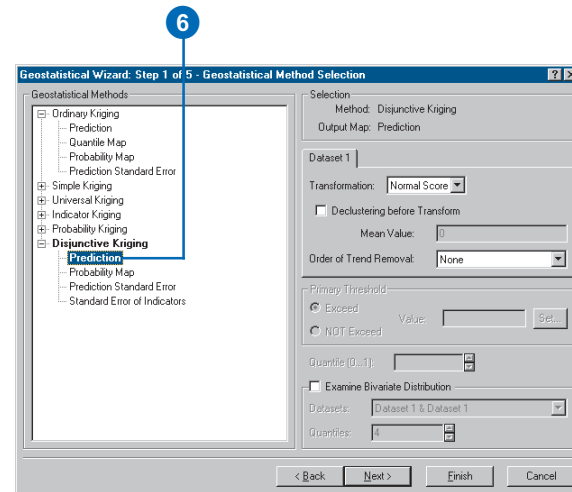 6
Geostatistical Wizard: Step 1 of 5 - Geostatistical Method Selection
Geostatistical Methods
Ordinary Kriging
Prediction
Quantile Map
Probability Map
Prediction Standard Error
Simple Kriging
Universal Kriging
Indicator Kriging
Probability Kriging
Disjunctive Kriging
Prediction
Probability Map
Prediction Standard Error
Standard Error of Indicators
Selection
Method: Disjunctive Kriging
Output Map: Prediction
Dataset 1
Transformation: Normal Score
Declustering before Transform
Mean Value: 0
Order of Trend Removal: None
Primary Threshold
Exceed
Value: Set...
NOT Exceed
Quantile (0...1):
Examine Bivariate Distribution
Datasets: Dataset 1 & Dataset 1
Quantiles: 4
< Back Next > Finish Cancel